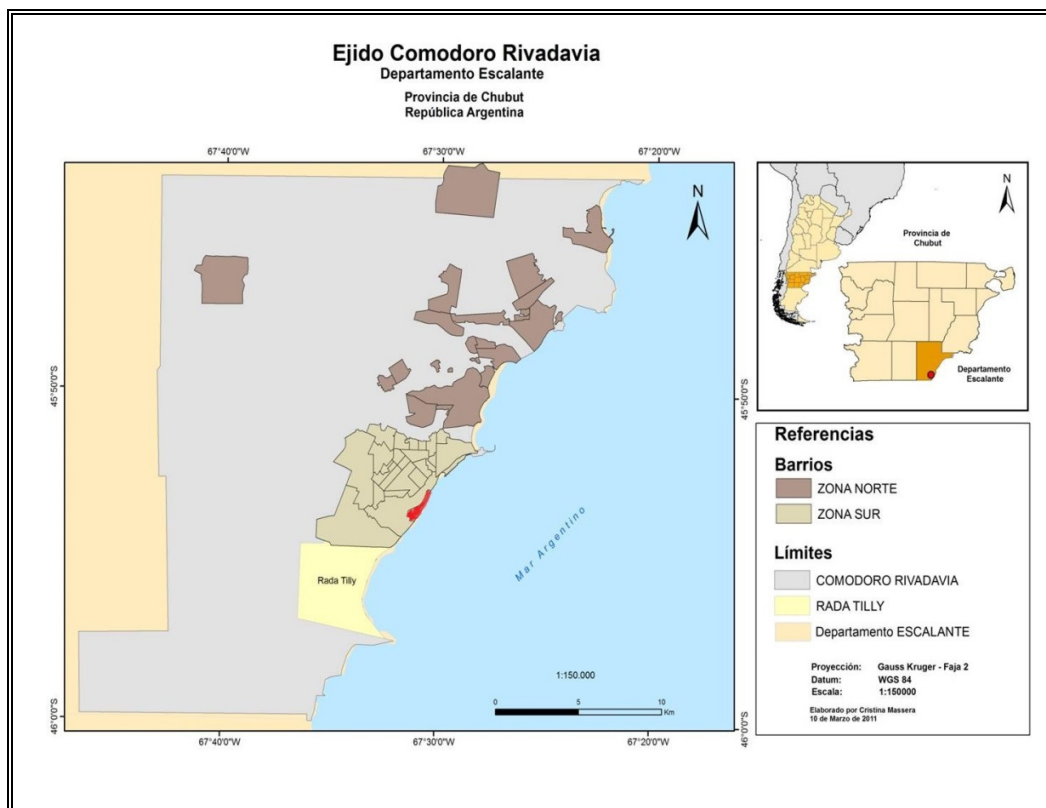 Ejido Comodoro Rivadavia
Departamento Escalante
Provincia de Chubut
República Argentina
67°40'0"W
67°30'0"W
67°20'0"W
N
45°50'0"S
45°50'0"S
Rada Tilly
Mar Argentino
1:150.000
0 5 10
Km
46°0'0"S
46°0'0"S
67°40'0"W
67°30'0"W
67°20'0"W
N
Provincia de
Chubut
Departamento
Escalante
Referencias
Barrios
ZONA NORTE
ZONA SUR
Límites
COMODORO RIVADAVIA
RADA TILLY
Departamento ESCALANTE
Proyección: Gauss Kruger - Faja 2
Datum: WGS 84
Escala: 1:150000
Elaborado por Cristina Massera
10 de Marzo de 2011